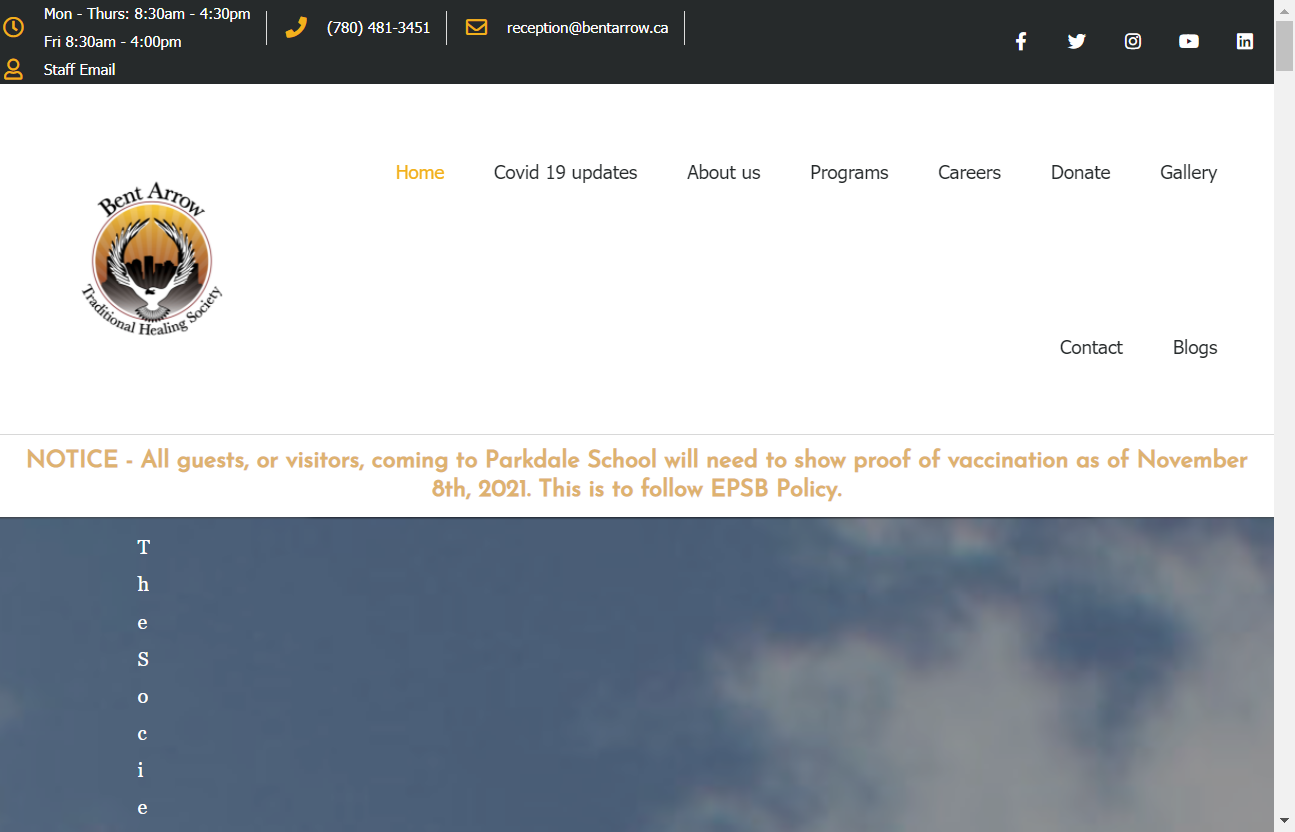 Mon - Thurs: 8:30am - 4:30pm
Fri 8:30am - 4:00pm
(780) 481-3451
reception@bentarrow.ca
Staff Email
Bent Arrow
Traditional Healing Society
Home
Covid 19 updates
About us
Programs
Careers
Donate
Gallery
Contact
Blogs
NOTICE - All guests, or visitors, coming to Parkdale School will need to show proof of vaccination as of November
8th, 2021. This is to follow EPSB Policy.
T
h
e
S
o
c
i
e